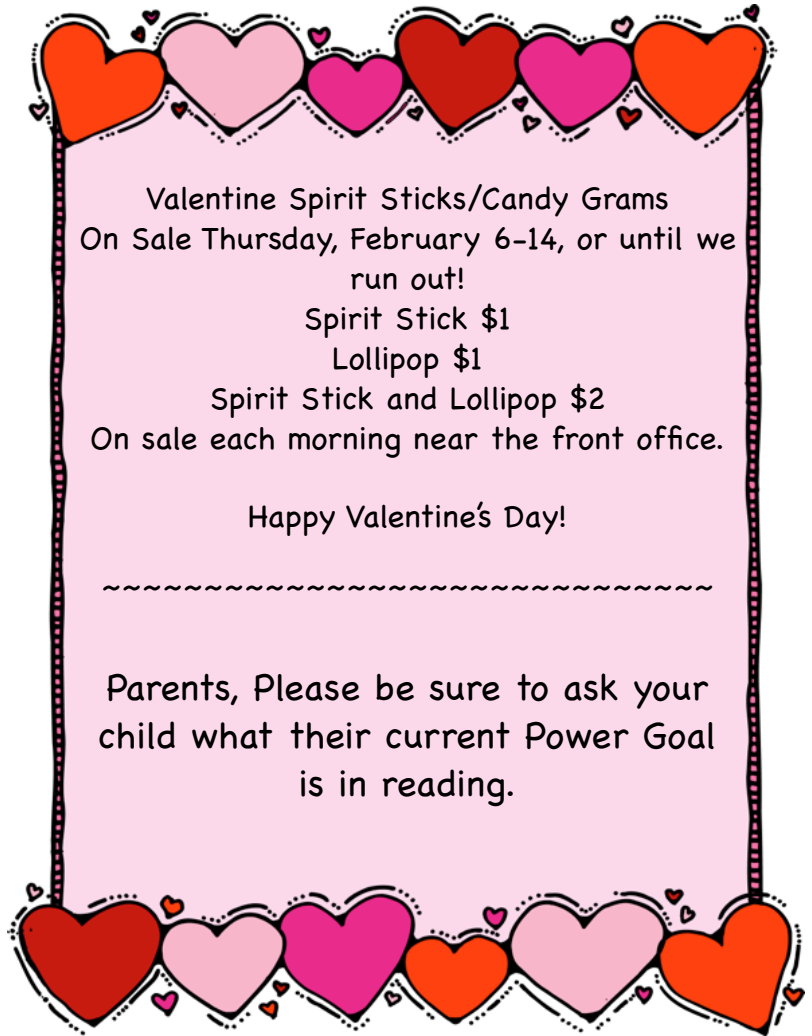 Valentine Spirit Sticks/Candy Grams
On Sale Thursday, February 6-14, or until we
run out!
Spirit Stick $1
Lollipop $1
Spirit Stick and Lollipop $2
On sale each morning near the front office.
Happy Valentine's Day!
~~~~~~~~~~~~~~~~~~~~~~~~~~~~~~
Parents, Please be sure to ask your
child what their current Power Goal
is in reading.